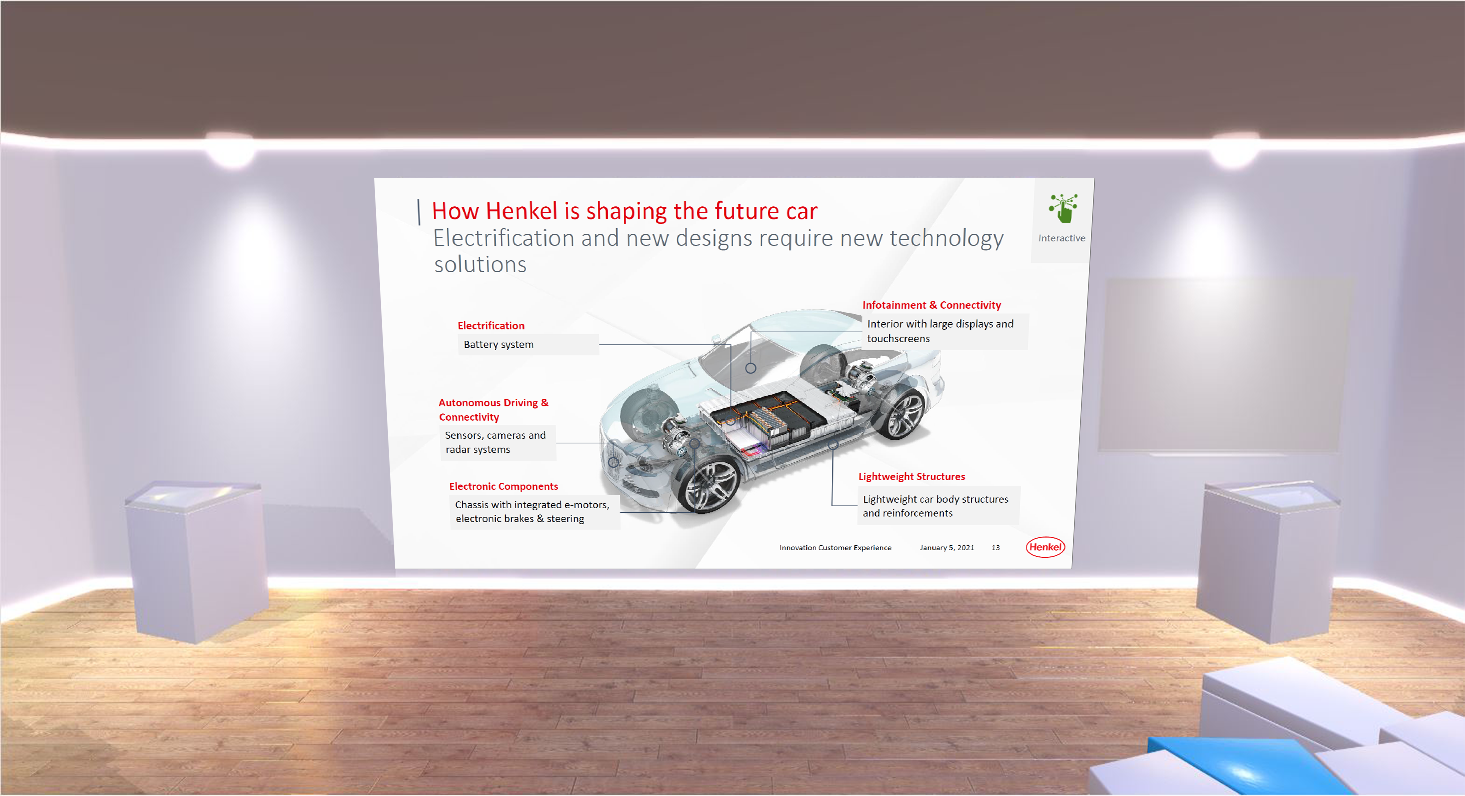 How Henkel is shaping the future car
Electrification and new designs require new technology
solutions
Interactive
Electrification
Battery system
Infotainment & Connectivity
Interior with large displays and
touchscreens
Autonomous Driving &
Connectivity
Sensors, cameras and
radar systems
Electronic Components
Chassis with integrated e-motors,
electronic brakes & steering
Lightweight Structures
Lightweight car body structures
and reinforcements
Innovation Customer Experience January 5, 2021 13
Henkel